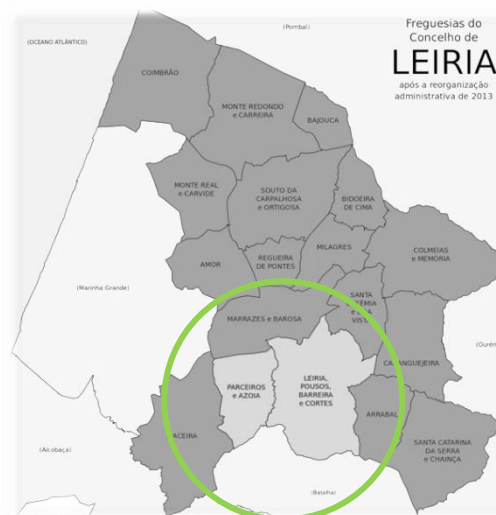 Freguesias do
Concelho de
LEIRIA
após a reorganização
administrativa de 2013
(Pombal)
(OCEANO ATLÂNTICO)
COIMBRÃO
MONTE REDONDO
e CARREIRA
BAJOUCA
MONTE REAL
e CARVIDE
SOUTO DA
CARPALHOSA
e ORTIGOSA
BIDOEIRA
DE CIMA
AMOR
REGUEIRA
DE PONTES
MILAGRES
COLMEIAS
e MEMÓRIA
(Marinha Grande)
MARRAZES e BAROSA
SANTA
e
VISTA
(Ourém
PARCEIROS
e AZOIA
LEIRIA,
POUSOS,
BARREIRA
e CORTES
ARRABAL
(Alcobaça)
SANTA CATARINA
DA SERRA
e CHAINÇA
(Batalha)